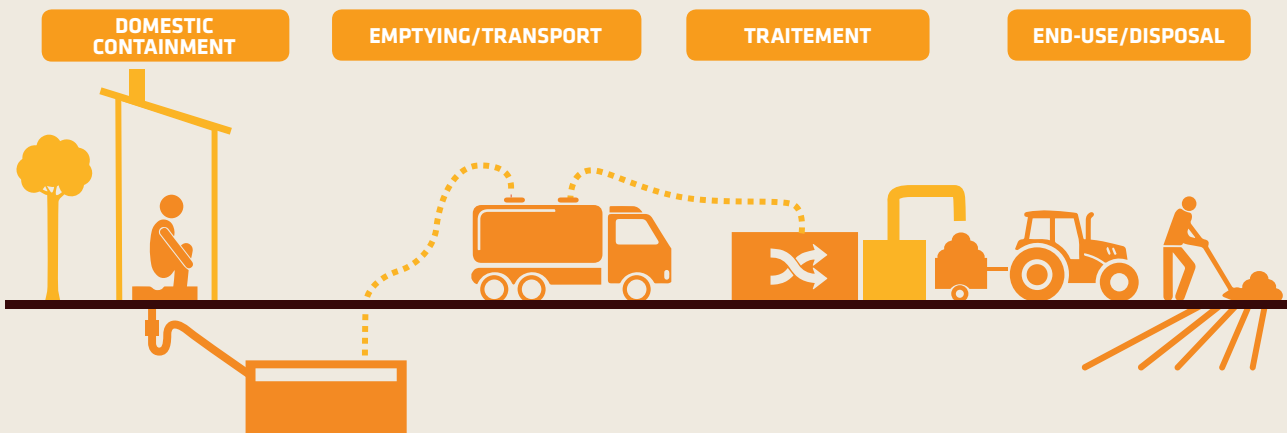 DOMESTIC
CONTAINMENT
EMPTYING/TRANSPORT
TRAITEMENT
END-USE/DISPOSAL